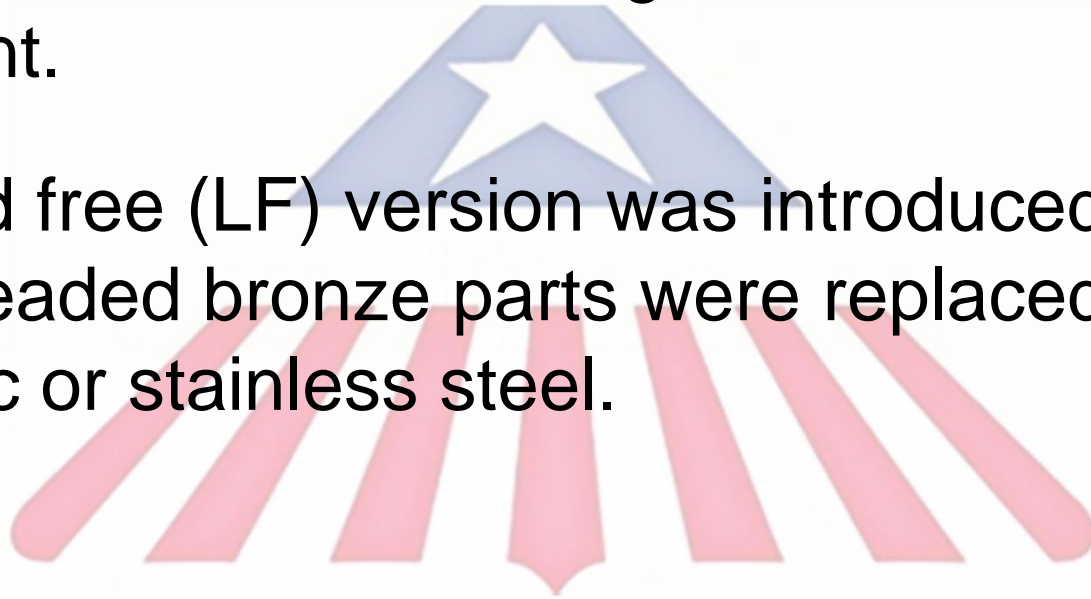 nt.
d free (LF) version was introduced
eaded bronze parts were replaced
c or stainless steel.